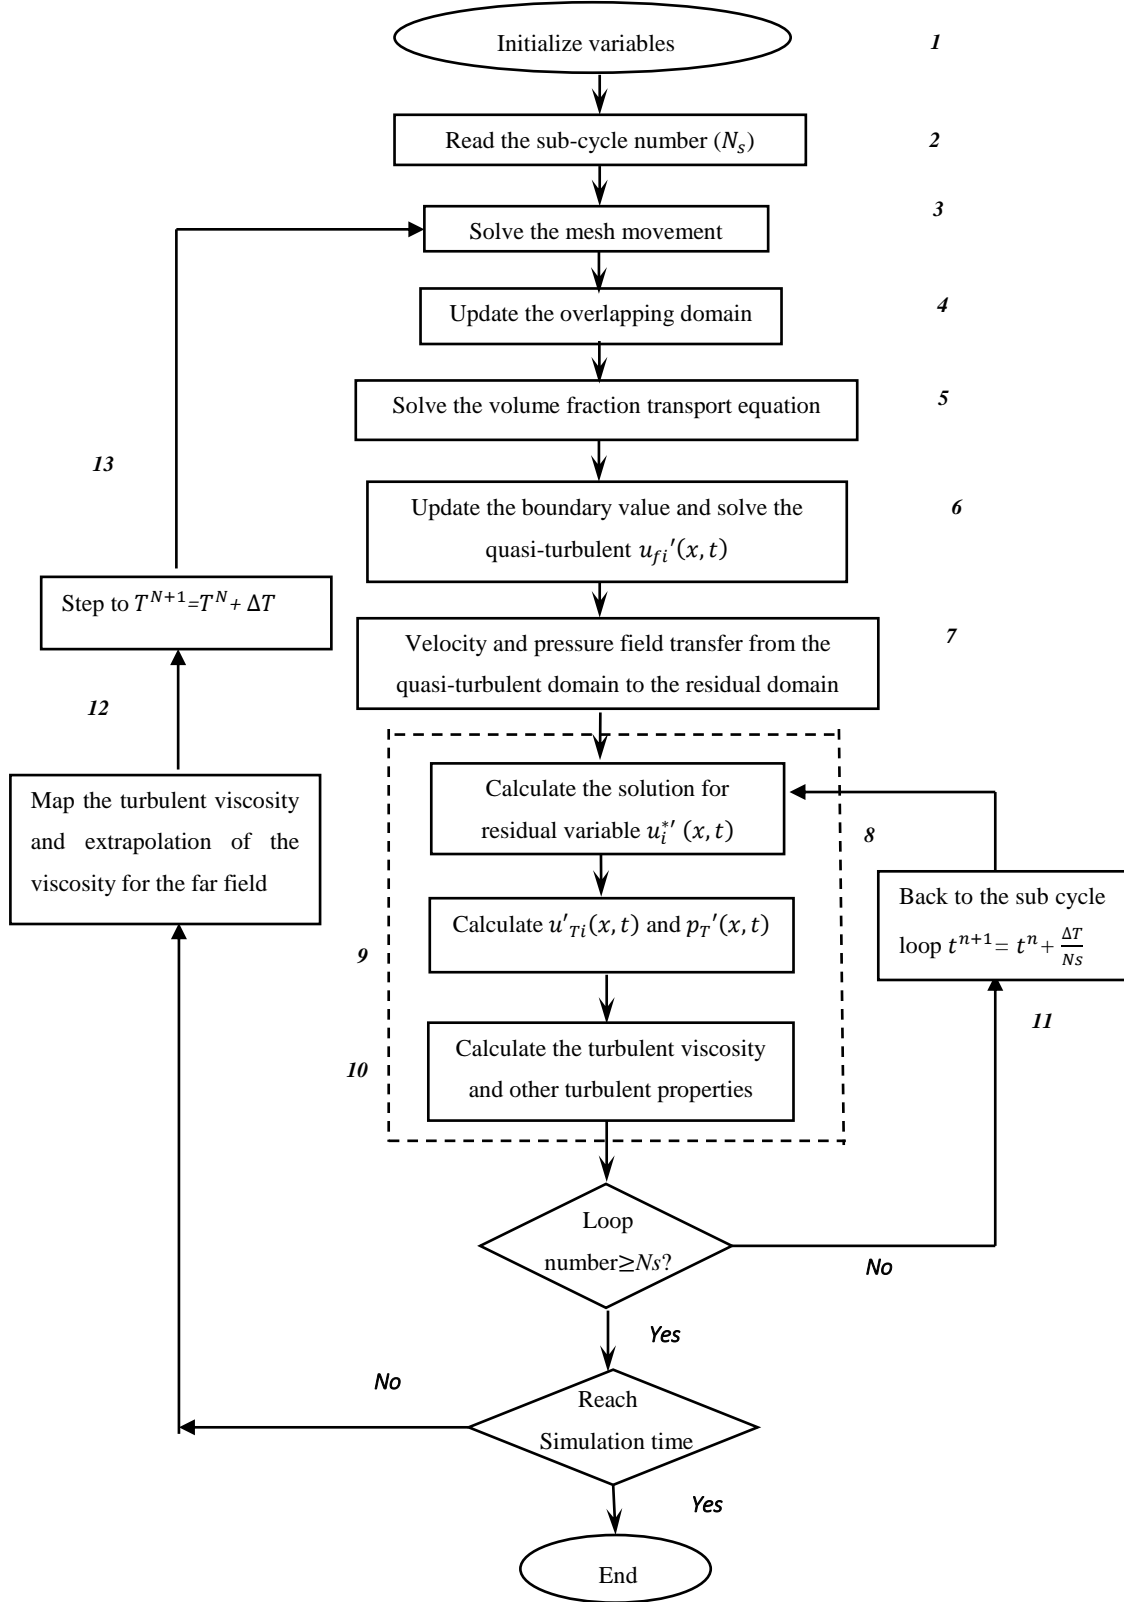 Initialize variables
1
Read the sub-cycle number (N_s)
2
Solve the mesh movement
3
Update the overlapping domain
4
Solve the volume fraction transport equation
5
Update the boundary value and solve the
quasi-turbulent u_{fi}'(x, t)
6
Velocity and pressure field transfer from the
quasi-turbulent domain to the residual domain
7
Calculate the solution for
residual variable u_i^{*'} (x, t)
8
Calculate u'_{Ti}(x, t) and p_T'(x, t)
9
Calculate the turbulent viscosity
and other turbulent properties
10
Back to the sub cycle
loop t^{n+1}= t^n + \frac{ΔT}{Ns}
11
Loop
number≥Ns?
No
Yes
Reach
Simulation time
No
Yes
End
Map the turbulent viscosity
and extrapolation of the
viscosity for the far field
12
Step to T^{N+1}=T^N+ ΔT
13